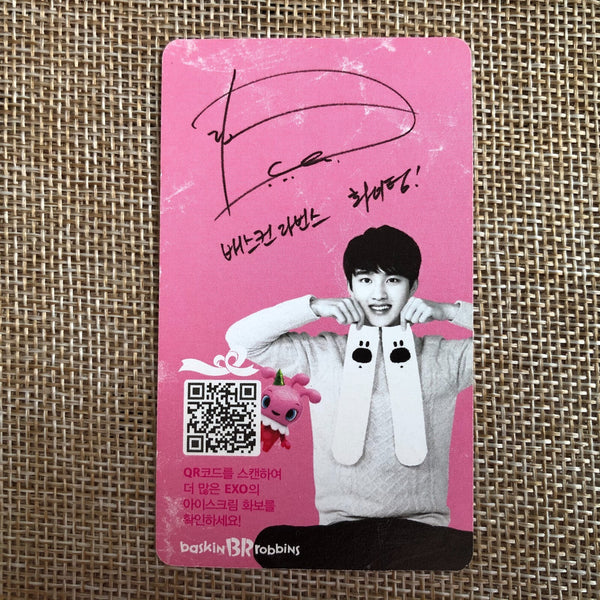 배스킨라빈스 화이팅!
QR코드를 스캔하여
더 많은 EXO의
아이스크림 화보를
확인하세요!
baskin BR robbins